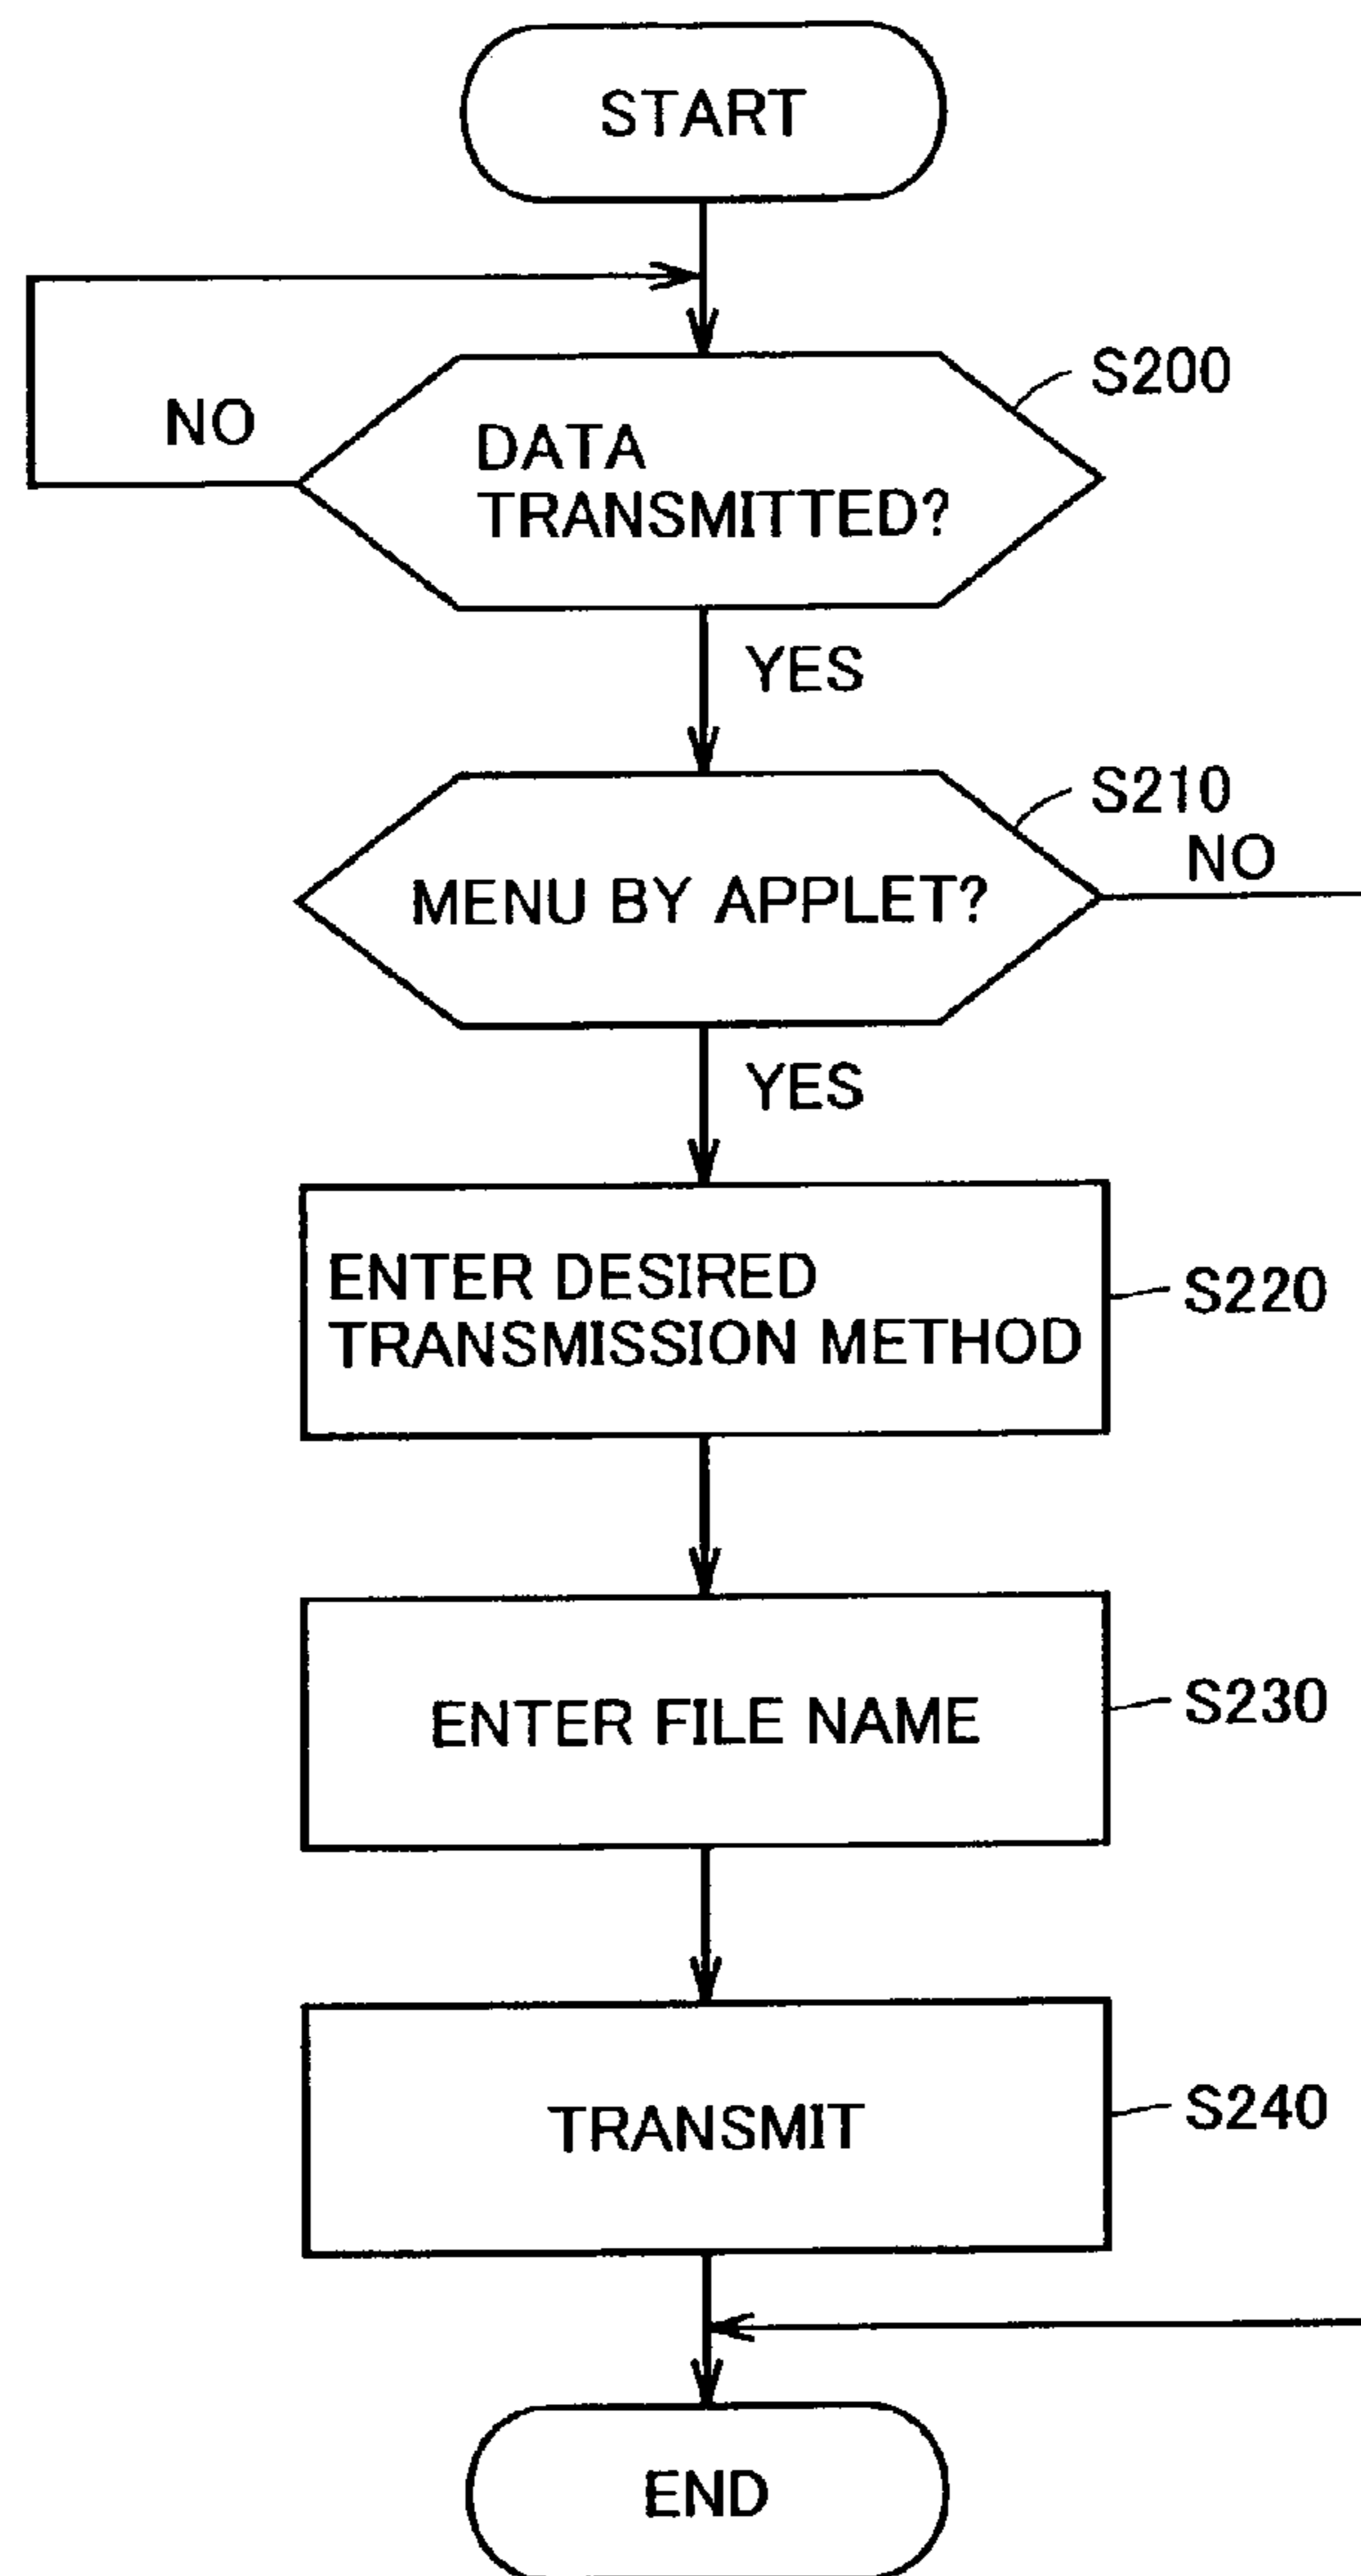 START
S200
NO
DATA
TRANSMITTED?
YES
S210
NO
MENU BY APPLET?
YES
ENTER DESIRED
TRANSMISSION METHOD
S220
ENTER FILE NAME
S230
TRANSMIT
S240
END